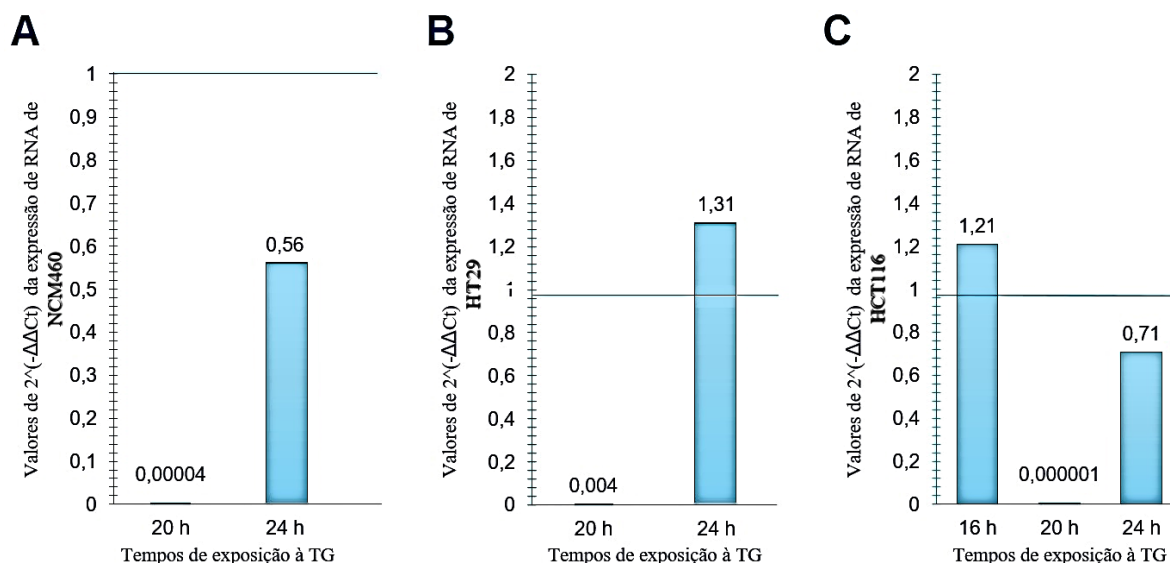 A
Valores de 2^(-ΔΔCt) da expressão de RNA de
NCM460
1
0,9
0,8
0,7
0,6
0,5
0,4
0,3
0,2
0,1
0
0,00004
0,56
20 h
24 h
Tempos de exposição à TG
B
Valores de 2^(-ΔΔCt) da expressão de RNA de
HT29
2
1,8
1,6
1,4
1,2
1
0,8
0,6
0,4
0,2
0
0,004
1,31
20 h
24 h
Tempos de exposição à TG
C
Valores de 2^(-ΔΔCt) da expressão de RNA de
HCT116
2
1,8
1,6
1,4
1,2
1
0,8
0,6
0,4
0,2
0
1,21
0,000001
0,71
16 h
20 h
24 h
Tempos de exposição à TG